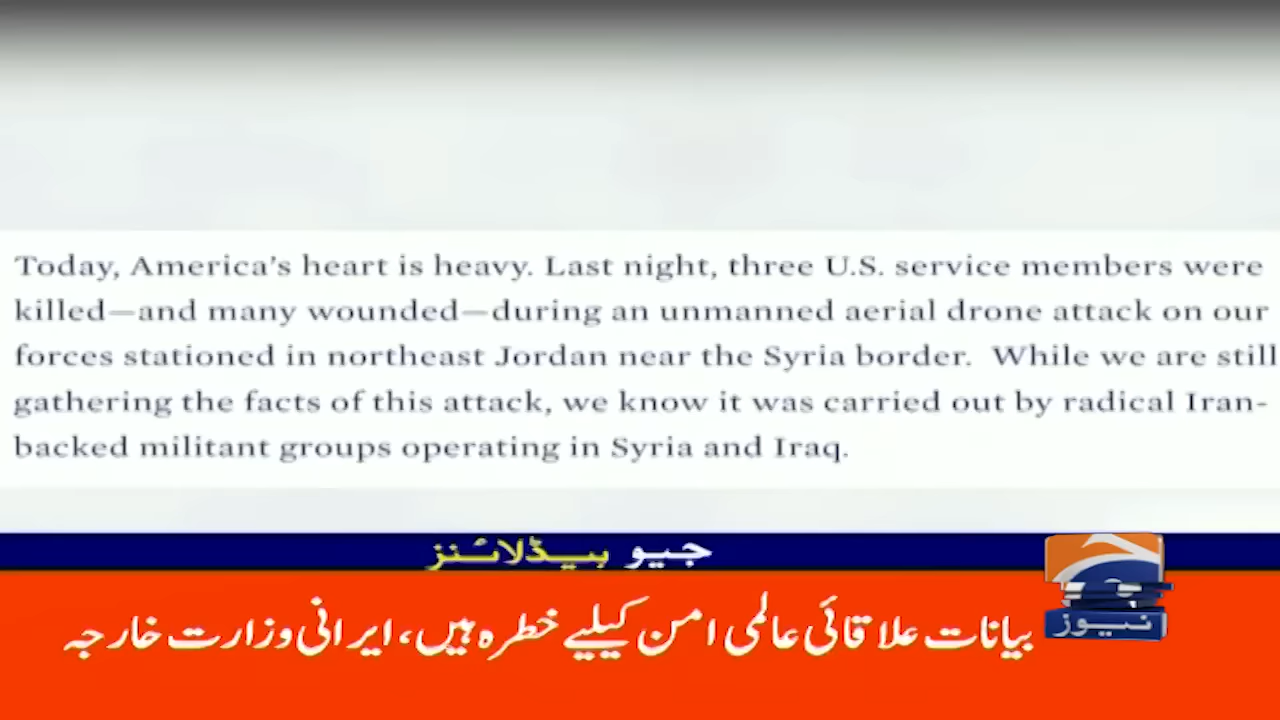 Today, America's heart is heavy. Last night, three U.S. service members were
killed—and many wounded—during an unmanned aerial drone attack on our
forces stationed in northeast Jordan near the Syria border. While we are still
gathering the facts of this attack, we know it was carried out by radical Iran-
backed militant groups operating in Syria and Iraq.
جیو ہیڈلائنز
بیانات علاقائی عالمی امن کیلیے خطرہ ہیں، ایرانی وزارت خارجہ
نیوز